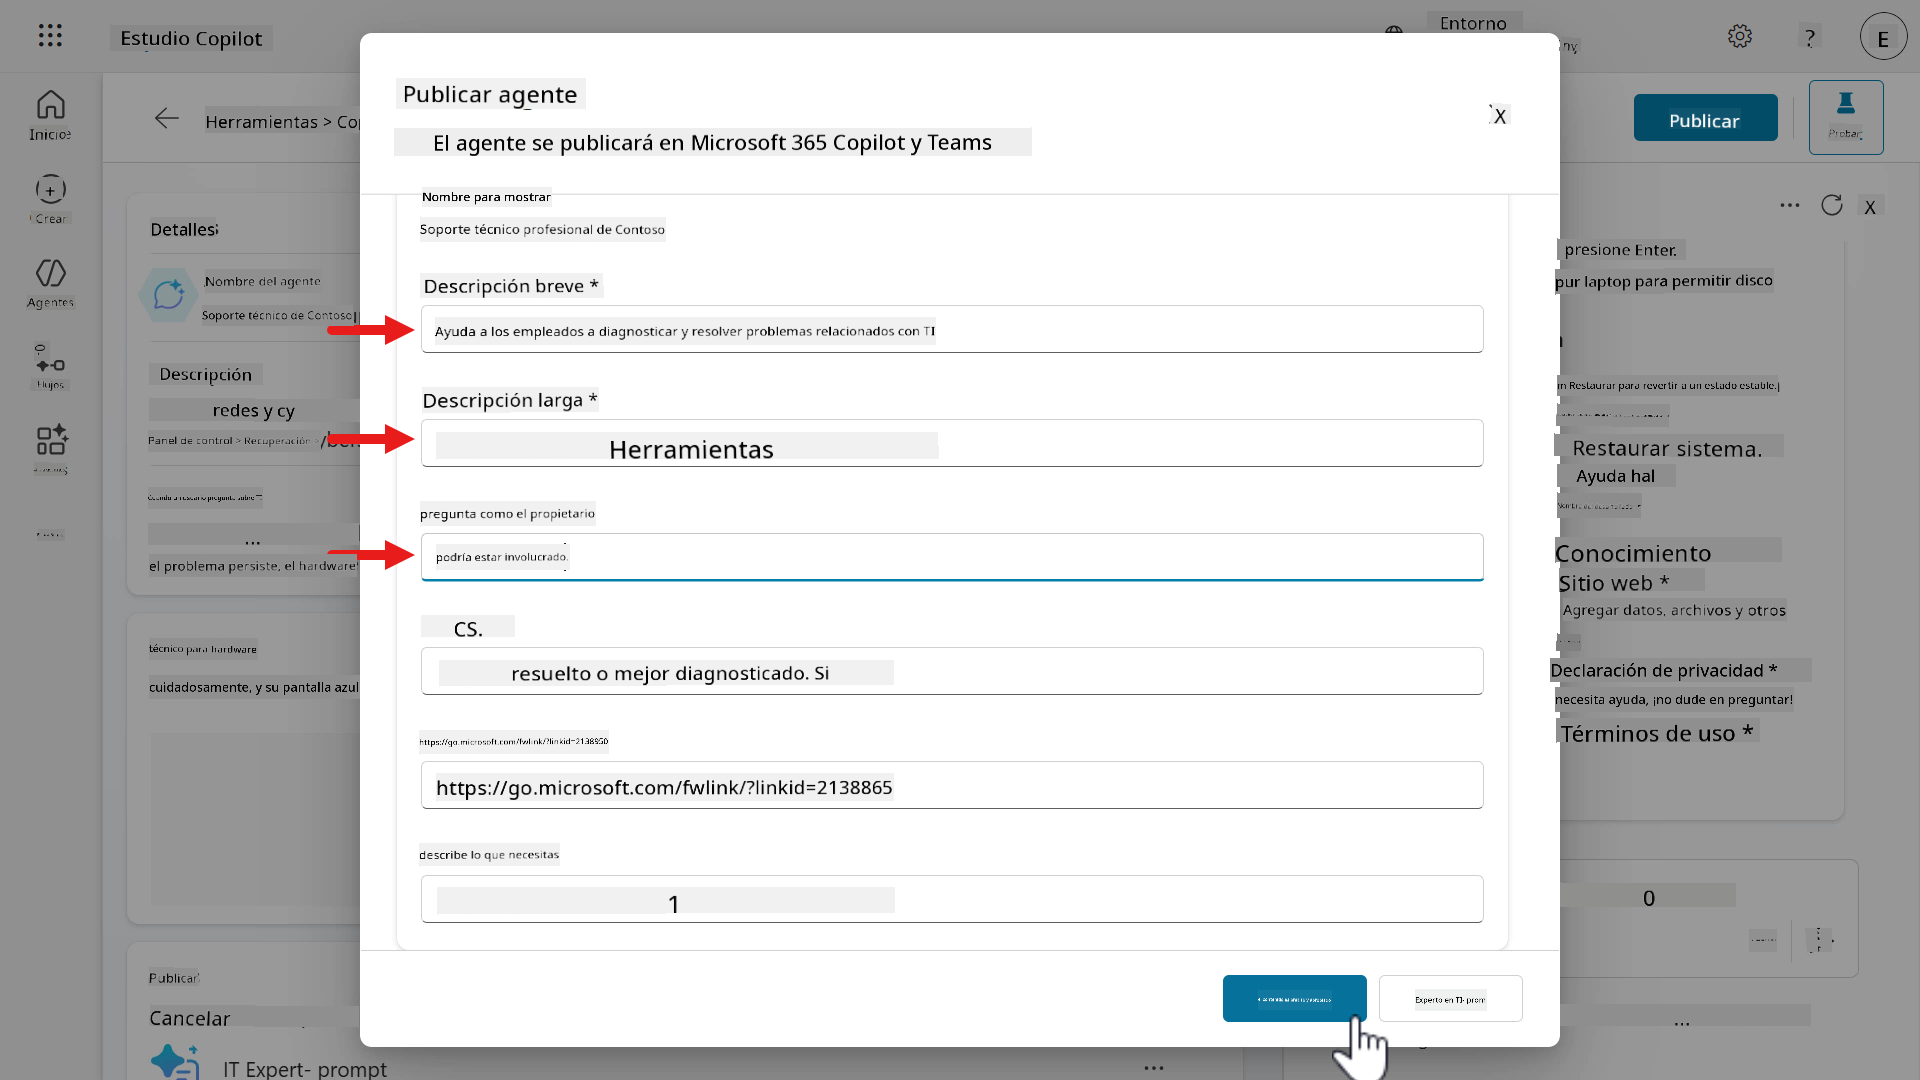 Estudio Copilot
Entorno
?
E
Herramientas > Co
Publicar
Probar
Inicio
Crear
Agentes
Flujos
Detalles
Nombre del agente
Soporte técnico de Contoso
Descripción
redes y cy
Panel de control > Recuperación >
...
el problema persiste, el hardware
técnico para hardware
cuidadosamente, y su pantalla azul
Publicar
Cancelar
IT Expert- prompt
Publicar agente
X
El agente se publicará en Microsoft 365 Copilot y Teams
Nombre para mostrar
Soporte técnico profesional de Contoso
Descripción breve *
Ayuda a los empleados a diagnosticar y resolver problemas relacionados con TI
Descripción larga *
Herramientas
pregunta como el propietario
podría estar involucrado.
CS.
resuelto o mejor diagnosticado. Si
https://go.microsoft.com/fwlink/?linkid=2138950
https://go.microsoft.com/fwlink/?linkid=2138865
describe lo que necesitas
1
Experto en TI- prom
X
presione Enter.
pur laptop para permitir disco
n Restaurar para revertir a un estado estable.
Restaurar sistema.
Ayuda hal
Conocimiento
Sitio web *
Agregar datos, archivos y otros
Declaración de privacidad *
necesita ayuda, ¡no dude en preguntar!
Términos de uso *
0
...